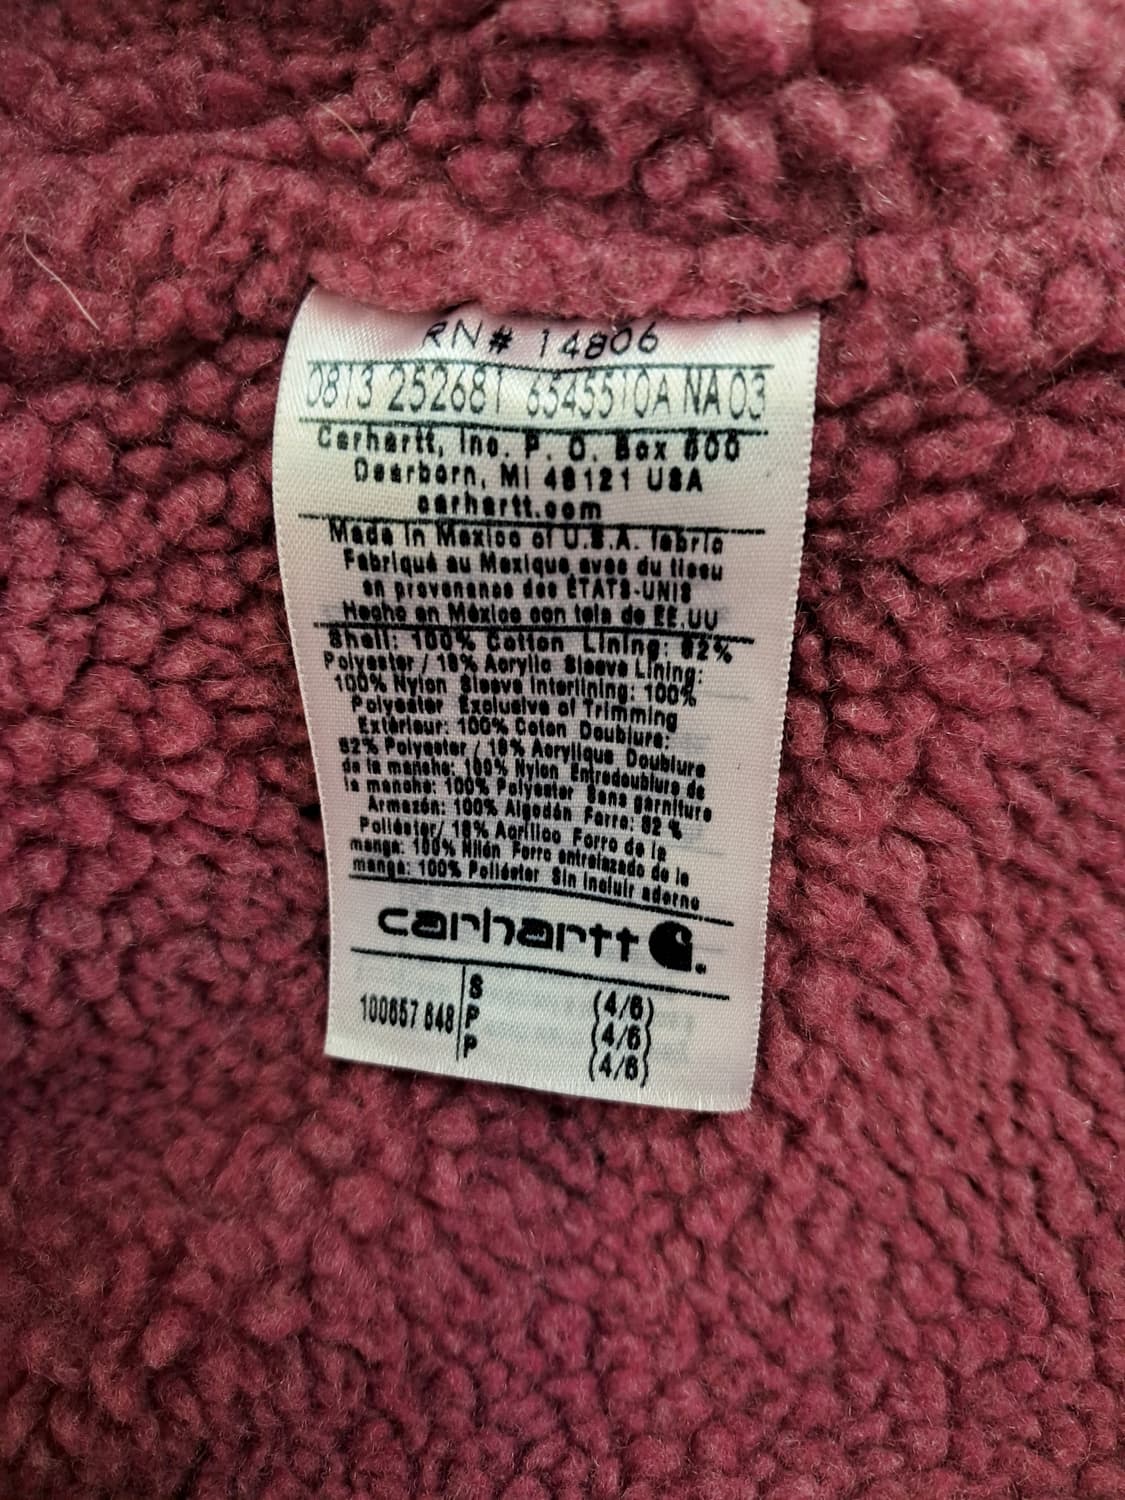 RN# 14806
0813 252681 6545510A NA 03
Carhartt, Inc. P. O. Box 600
Dearborn, MI 48121 USA
carhartt.com
Made in Mexico of U.S.A. fabric
Fabriqué au Mexique avec du tissu
en provenance des ÉTATS-UNIS
Hecho en México con tela de EE.UU
Shell: 100% Cotton Lining: 82%
Polyester / 18% Acrylic Sleeve Lining:
100% Nylon Sleeve Interlining: 100%
Polyester Exclusive of Trimming
Extérieur: 100% Coton Doublure:
82% Polyester / 18% Acrylique Doublure
de la manche: 100% Nylon Entredoublure de
la manche: 100% Polyester Sans garniture
Armazón: 100% Algodón Forro: 82 %
Poliéster/ 18% Acrílico Forro de la
manga: 100% Nilón Forro entrelazado de la
manga: 100% Poliéster Sin incluir adorno
carhartt
100657 648 S (4/6)
P (4/6)
P (4/6)